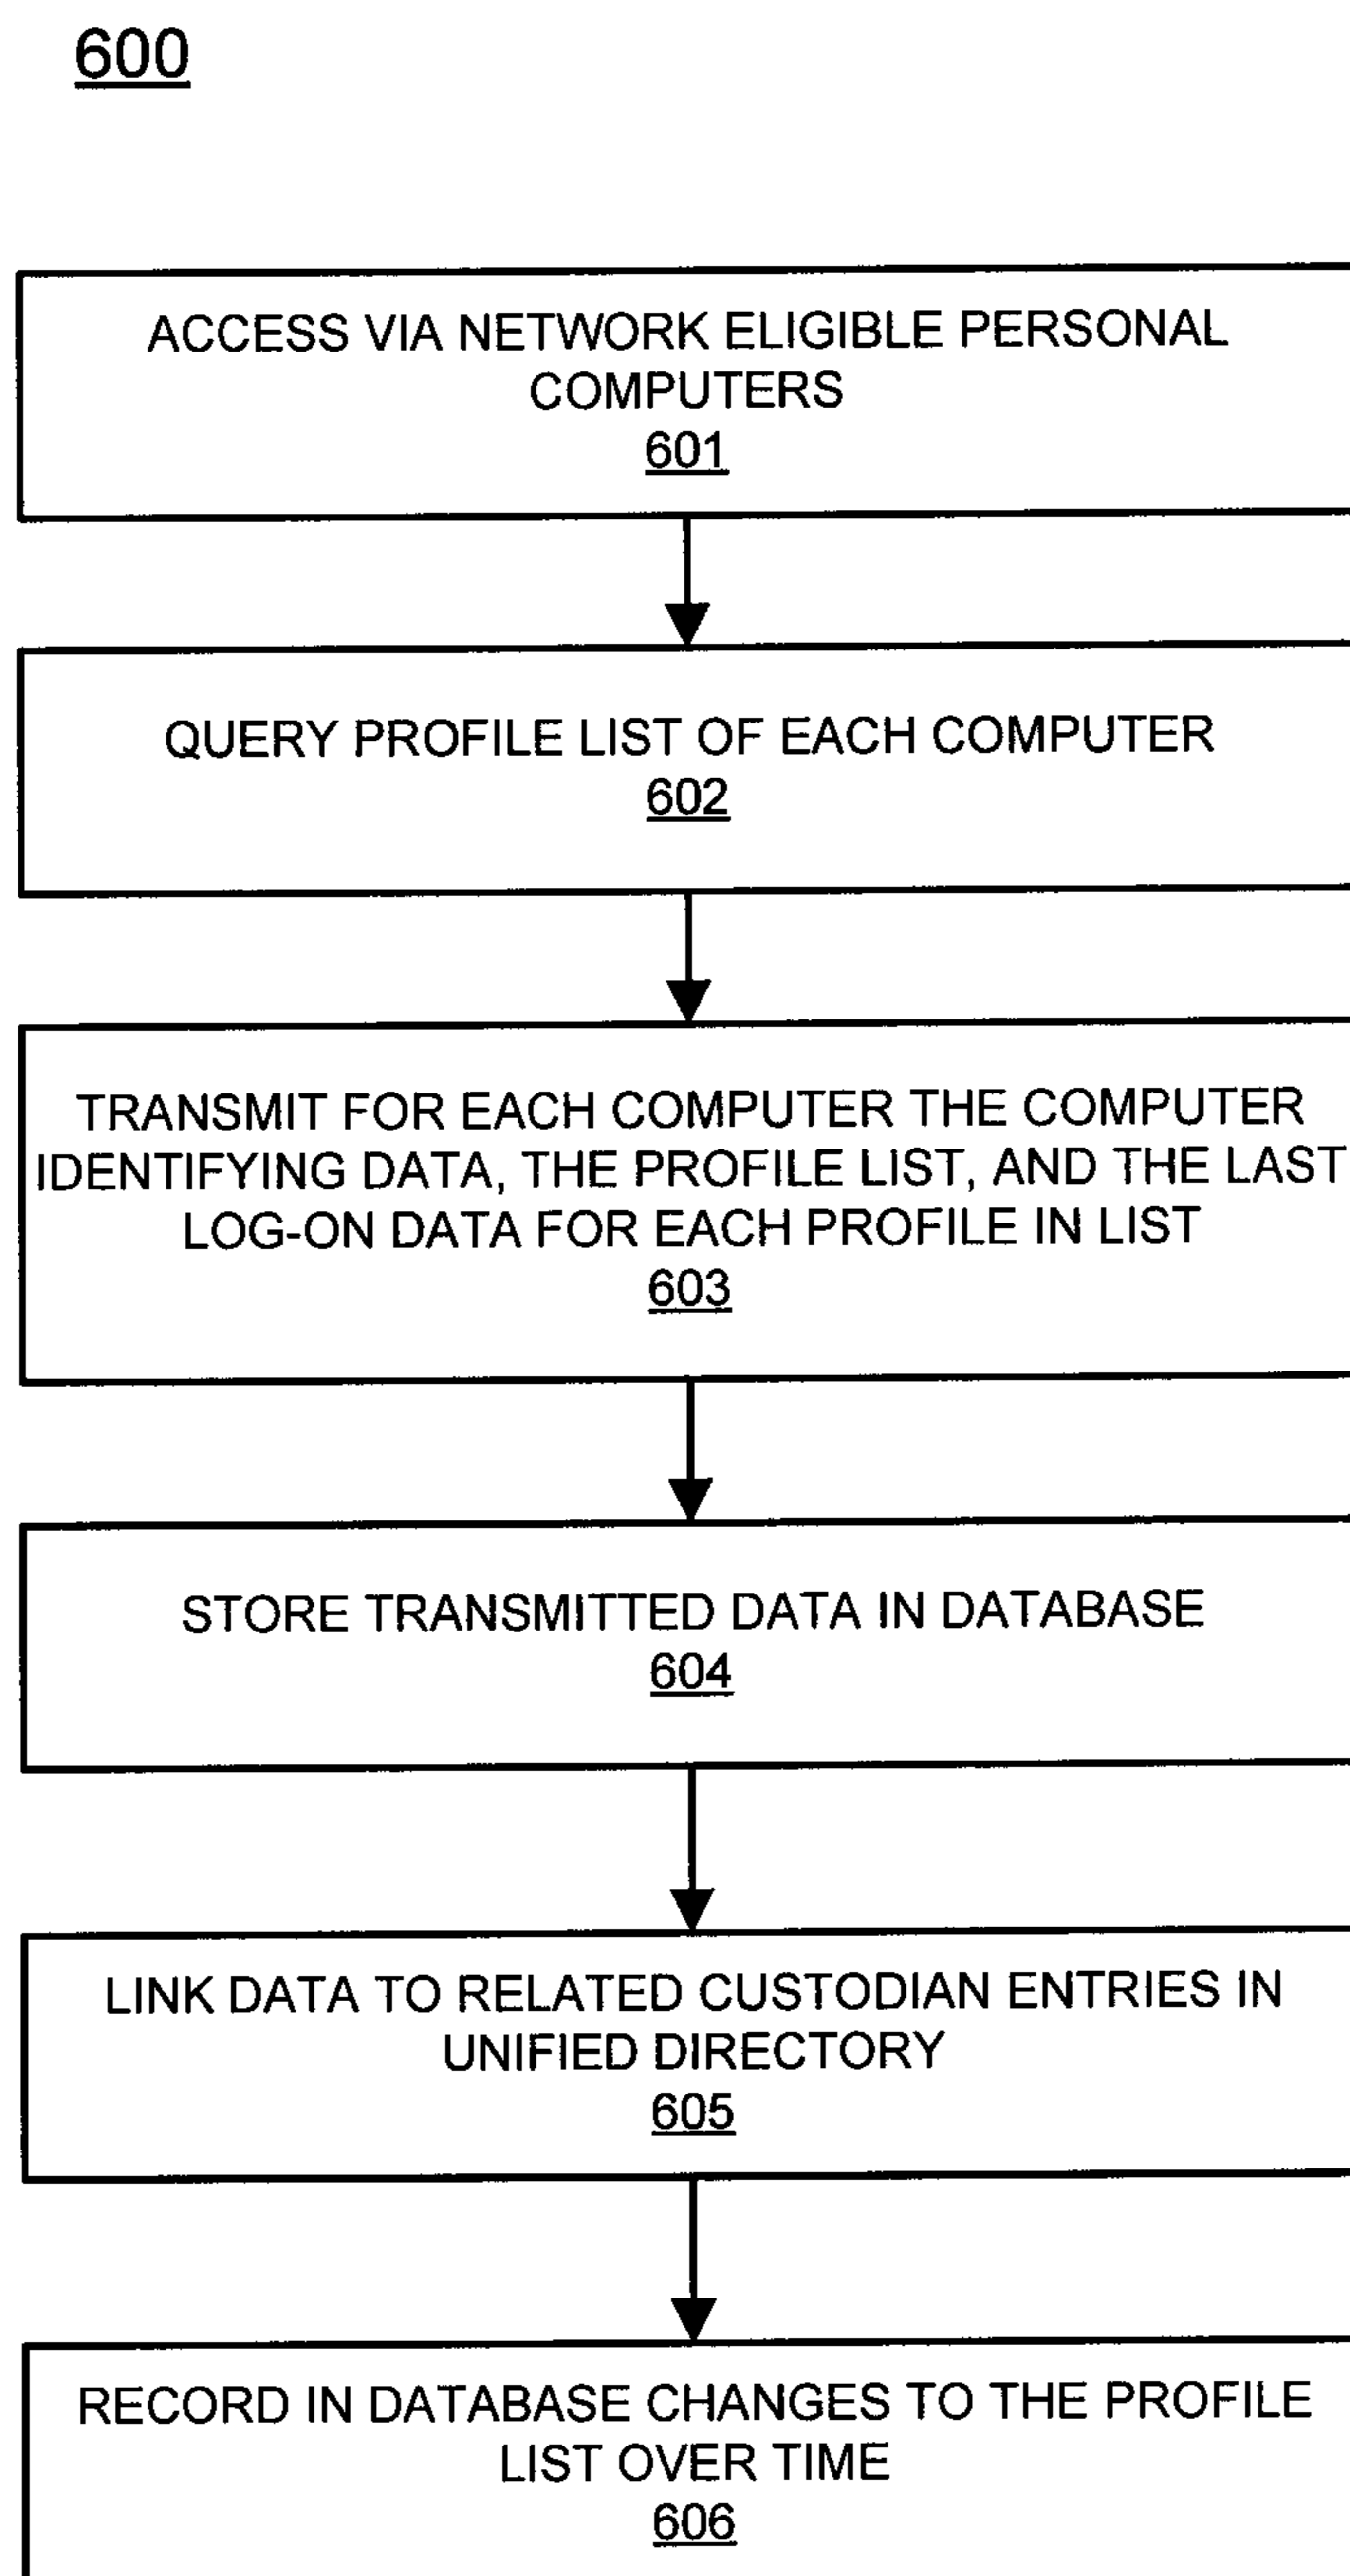 600
ACCESS VIA NETWORK ELIGIBLE PERSONAL
COMPUTERS
601
QUERY PROFILE LIST OF EACH COMPUTER
602
TRANSMIT FOR EACH COMPUTER THE COMPUTER
IDENTIFYING DATA, THE PROFILE LIST, AND THE LAST
LOG-ON DATA FOR EACH PROFILE IN LIST
603
STORE TRANSMITTED DATA IN DATABASE
604
LINK DATA TO RELATED CUSTODIAN ENTRIES IN
UNIFIED DIRECTORY
605
RECORD IN DATABASE CHANGES TO THE PROFILE
LIST OVER TIME
606